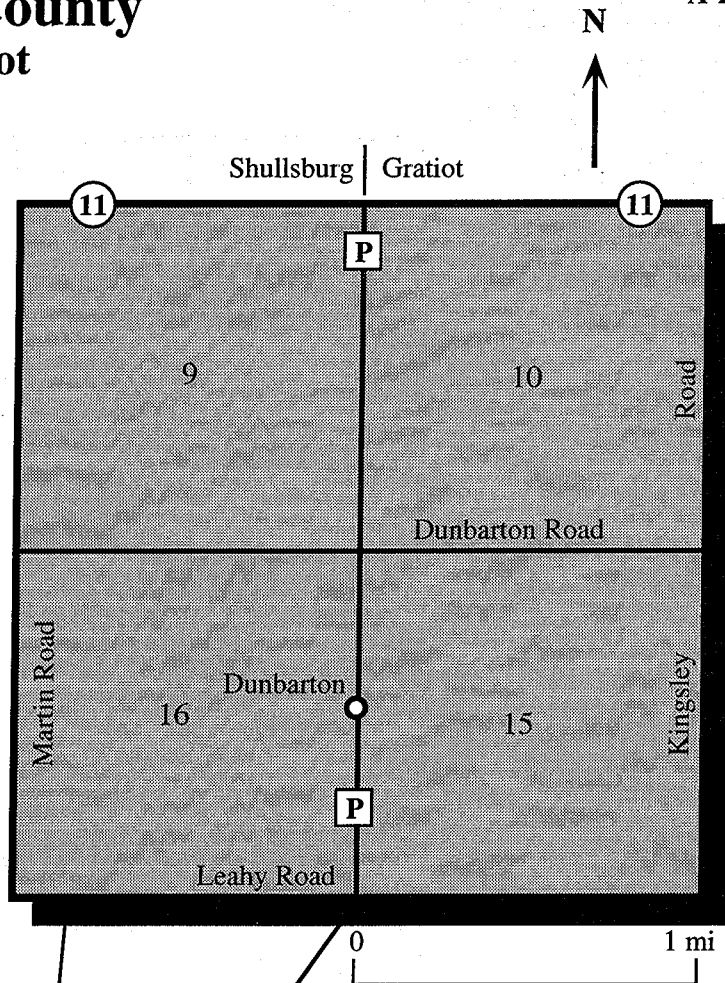 ounty
ot
N
Shullsburg Gratiot
11 11
P
9 10
Road
Dunbarton Road
Martin Road
Dunbarton
16 15
Kingsley
P
Leahy Road
0 1 mi